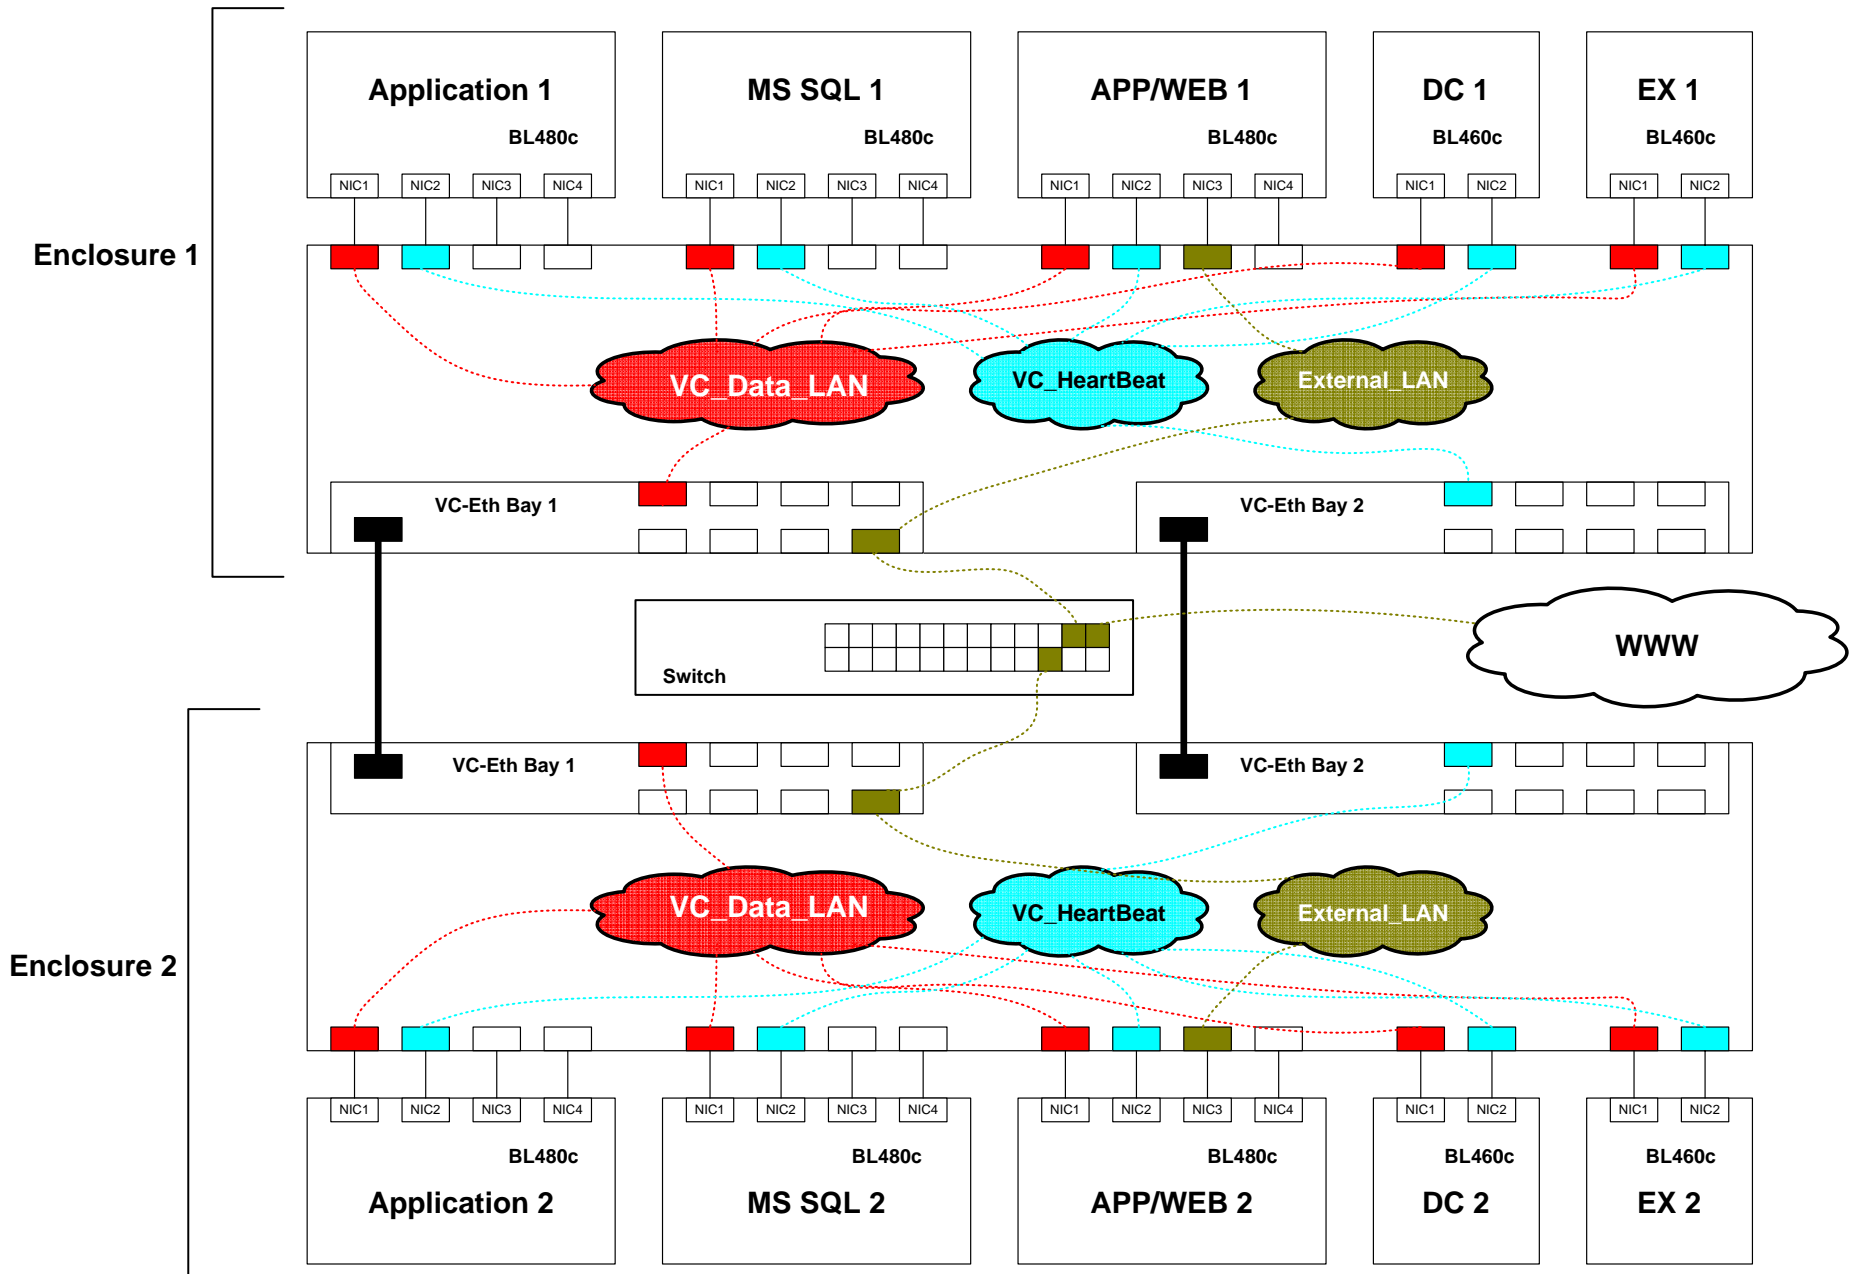 Application 1
BL480c
NIC1 NIC2 NIC3 NIC4
MS SQL 1
BL480c
NIC1 NIC2 NIC3 NIC4
APP/WEB 1
BL480c
NIC1 NIC2 NIC3 NIC4
DC 1
BL460c
NIC1 NIC2
EX 1
BL460c
NIC1 NIC2
Enclosure 1
VC_Data_LAN
VC_HeartBeat
External_LAN
VC-Eth Bay 1
VC-Eth Bay 2
Switch
WWW
VC-Eth Bay 1
VC-Eth Bay 2
VC_Data_LAN
VC_HeartBeat
External_LAN
Enclosure 2
NIC1 NIC2 NIC3 NIC4
BL480c
Application 2
NIC1 NIC2 NIC3 NIC4
BL480c
MS SQL 2
NIC1 NIC2 NIC3 NIC4
BL480c
APP/WEB 2
NIC1 NIC2
BL460c
DC 2
NIC1 NIC2
BL460c
EX 2